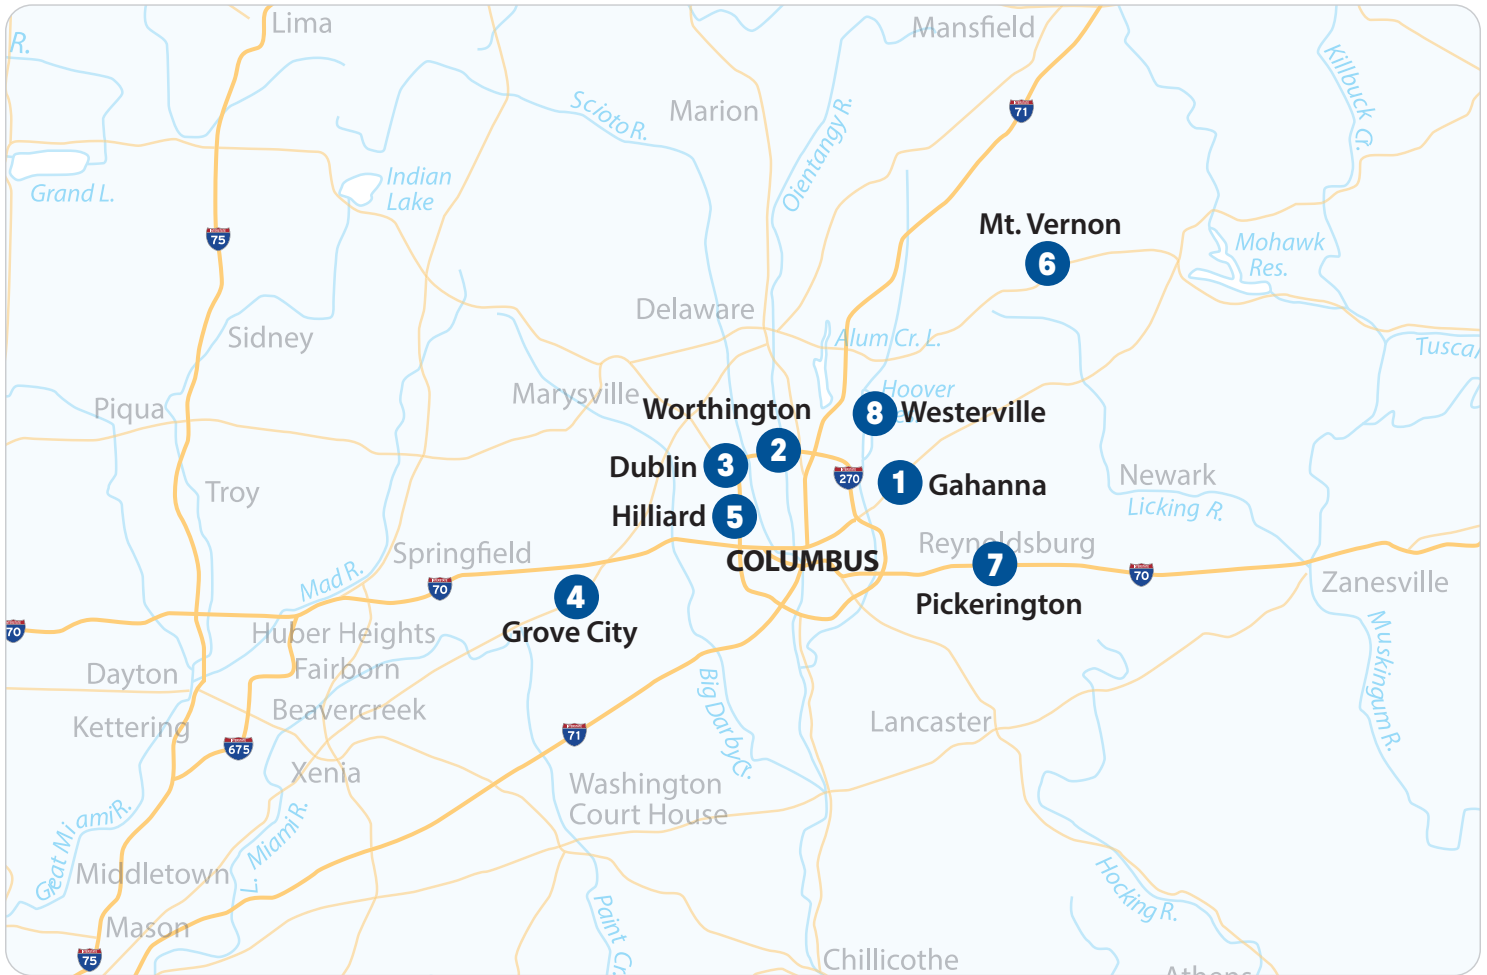 Lima
Mansfield
R.
Killbuck Cr.
Scioto R.
Marion
Oientangy R.
71
Grand L.
Indian
Lake
75
Mt. Vernon
6
Mohawk
Res.
Delaware
Sidney
Alum Cr. L.
Tusca
Marysville
Hoover
Piqua
Worthington
8 Westerville
2
Dublin 3
270
1 Gahanna
Newark
Troy
Licking R.
Hilliard 5
Springfield
Reynoldsburg
COLUMBUS
Mad R.
70
4
7
70
Zanesville
Pickerington
70
Huber Heights
Grove City
Fairborn
Dayton
Muskingum R.
Big Darby Cr.
Beavercreek
Kettering
Lancaster
71
675
Xenia
Washington
Court House
Great Miami R.
L. Miami R.
Middletown
Hocking R.
Mason
Paint Cr.
75
Chillicothe
Athens